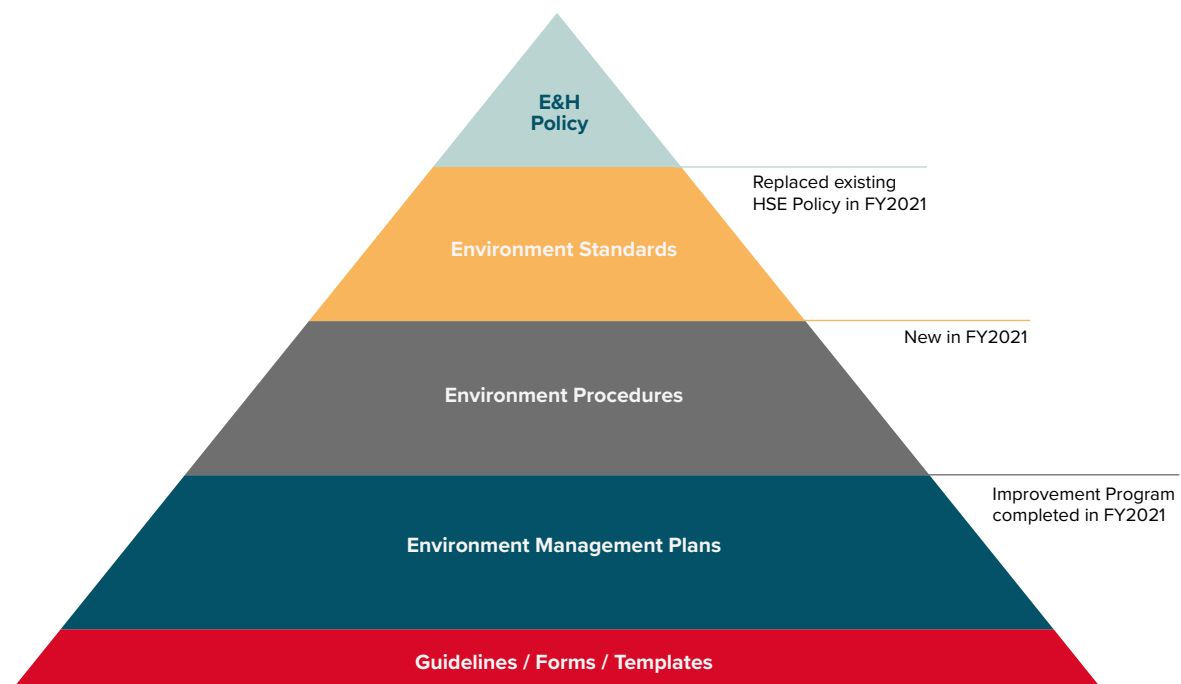 E&H
Policy
Replaced existing
HSE Policy in FY2021
Environment Standards
New in FY2021
Environment Procedures
Improvement Program
completed in FY2021
Environment Management Plans
Guidelines / Forms / Templates